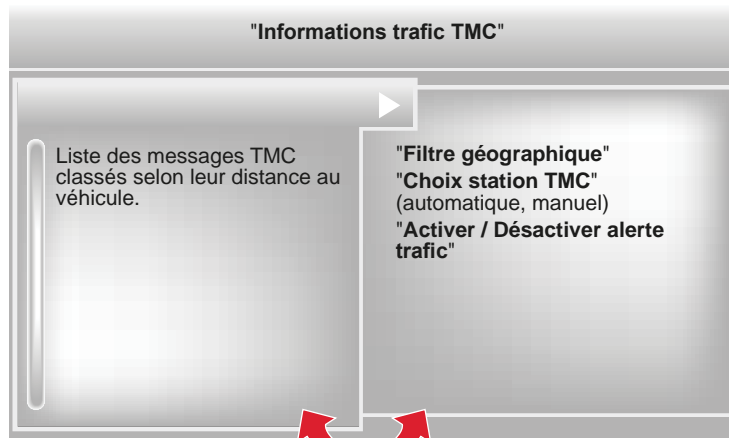 "Informations trafic TMC"
Liste des messages TMC
classés selon leur distance au
véhicule.
"Filtre géographique"
"Choix station TMC"
(automatique, manuel)
"Activer / Désactiver alerte
trafic"